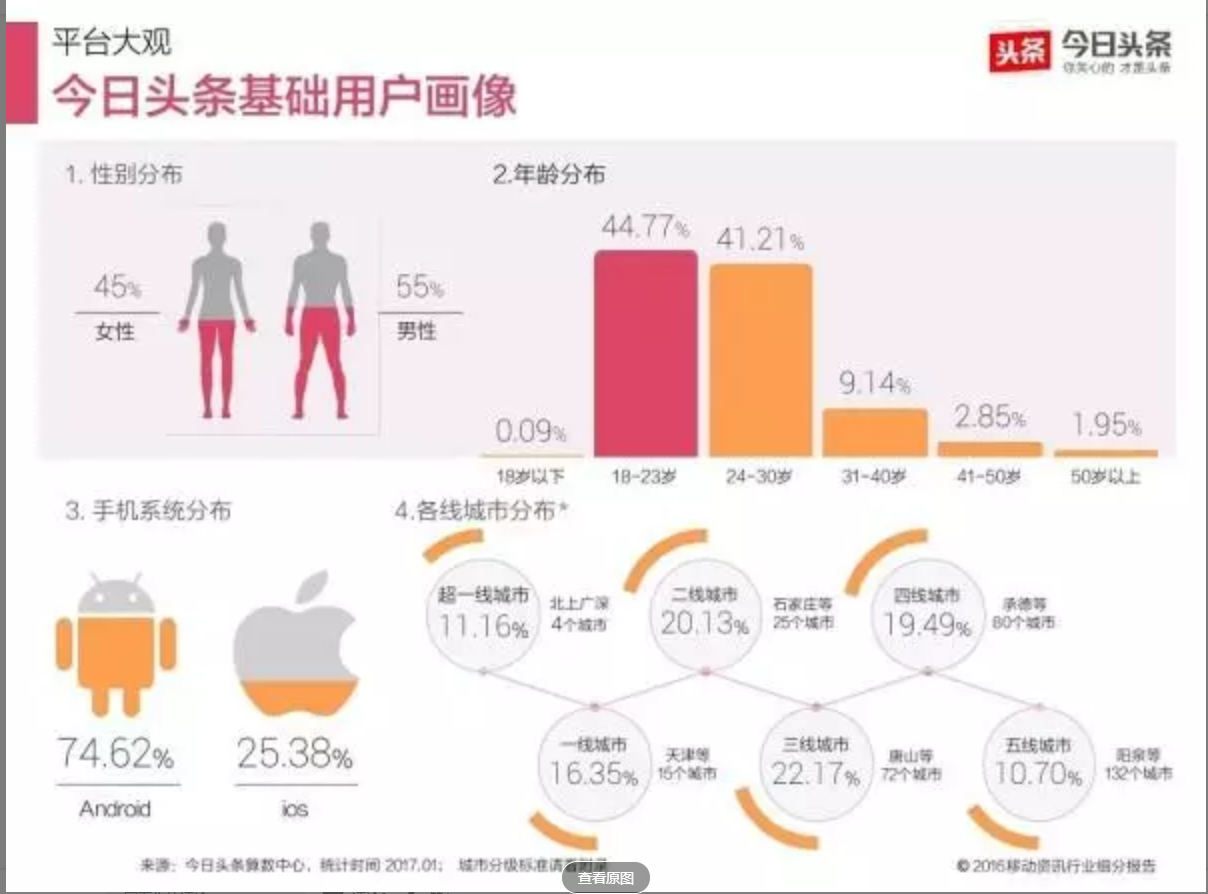 平台大观
今日头条基础用户画像
头条 今日头条
你关心的 才是头条
1. 性别分布
45%
女性
55%
男性
2.年龄分布
0.09%
44.77%
41.21%
9.14%
2.85%
1.95%
18岁以下
18-23岁
24-30岁
31-40岁
41-50岁
50岁以上
3. 手机系统分布
74.62%
Android
25.38%
ios
4.各线城市分布*
超一线城市
11.16%
北上广深
4个城市
二线城市
20.13%
石家庄等
25个城市
四线城市
19.49%
承德等
80个城市
一线城市
16.35%
天津等
15个城市
三线城市
22.17%
唐山等
72个城市
五线城市
10.70%
阳泉等
132个城市
来源：今日头条算数中心，统计时间 2017.01； 城市分级标准请看附录
© 2016移动资讯行业细分报告
查看原图